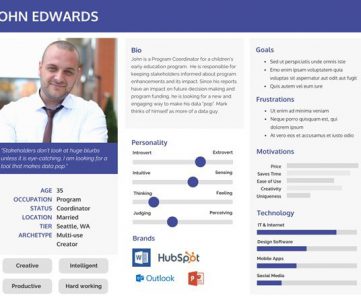 JOHN EDWARDS
"Stakeholders don't look at huge blurbs
unless it is eye-catching. I am looking for a
tool that makes data pop."
AGE 35
OCCUPATION Program
STATUS Coordinator
LOCATION Married
TIER Seattle, WA
ARCHETYPE Multi-use
Creator
Creative
Intelligent
Productive
Hard working
Bio
John is a Program Coordinator for a children's
early education program. He is responsible for
keeping stakeholders informed about program
enhancements and its impact. Since his reports
have an impact on future decision making and
program funding, he is looking for a new and
engaging way to make his data "pop". Mark
thinks of himself as more of a data guy.
Personality
Introvert Extrovert
Intuitive Sensing
Thinking Feeling
Judging Perceiving
Brands
W HubSpot
Outlook P
Goals
Sed ut perspiciatis unde omnis iste
Emo enim ipsam voluptatem quia
voluptas sit aspernatur aut odit aut fugit
Quis autem vel eum iure
Frustrations
Ut enim ad minima veniam
Neque porro quisquam est, qui
dolorem ipsum
At vero eos et accusamus et iusto odio
Motivations
Price
Saves Time
Ease of Use
Creativity
Uniqueness
Technology
IT & Internet
Design Software
Mobile Apps
Social Media